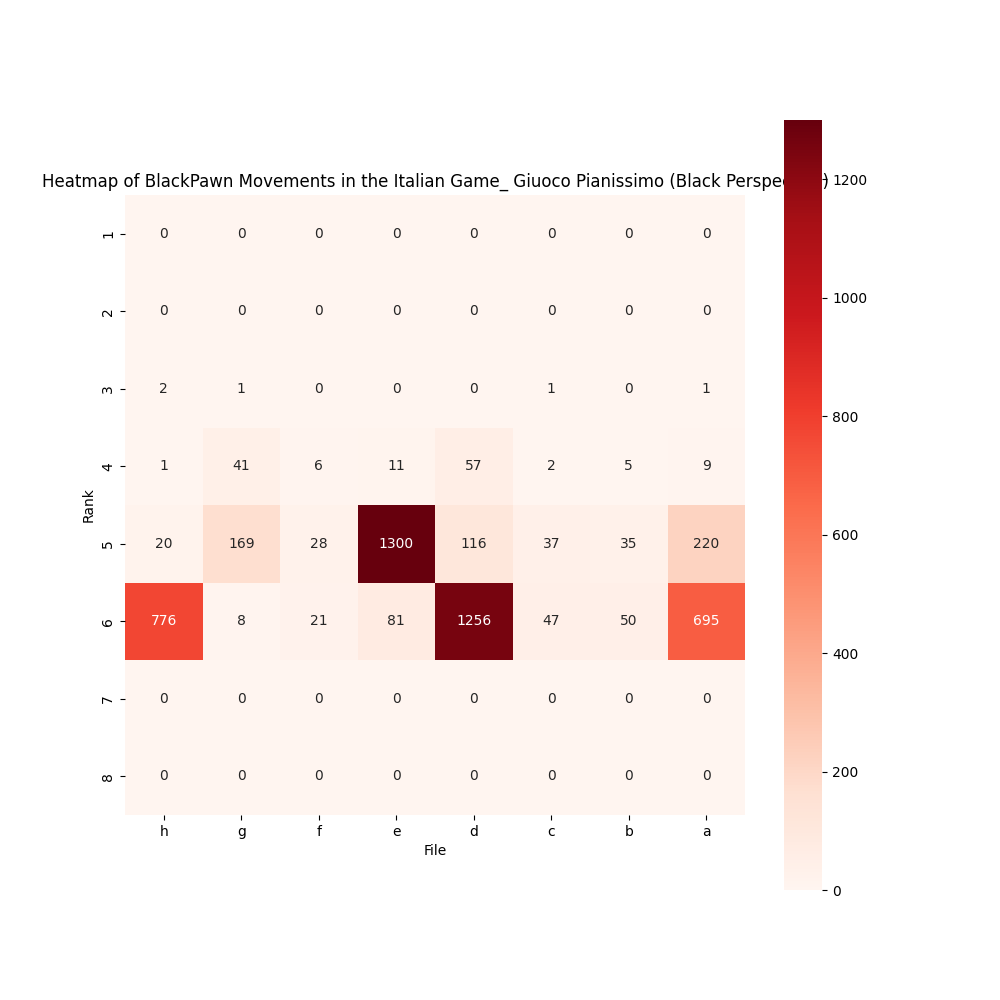 Heatmap of BlackPawn Movements in the Italian Game_ Giuoco Pianissimo (Black Perspe )
1200
1000
800
600
400
200
0
Rank
1 0 0 0 0 0 0 0 0
2 0 0 0 0 0 0 0 0
3 2 1 0 0 0 1 0 1
4 1 41 6 11 57 2 5 9
5 20 169 28 1300 116 37 35 220
6 776 8 21 81 1256 47 50 695
7 0 0 0 0 0 0 0 0
8 0 0 0 0 0 0 0 0
h g f e d c b a
File